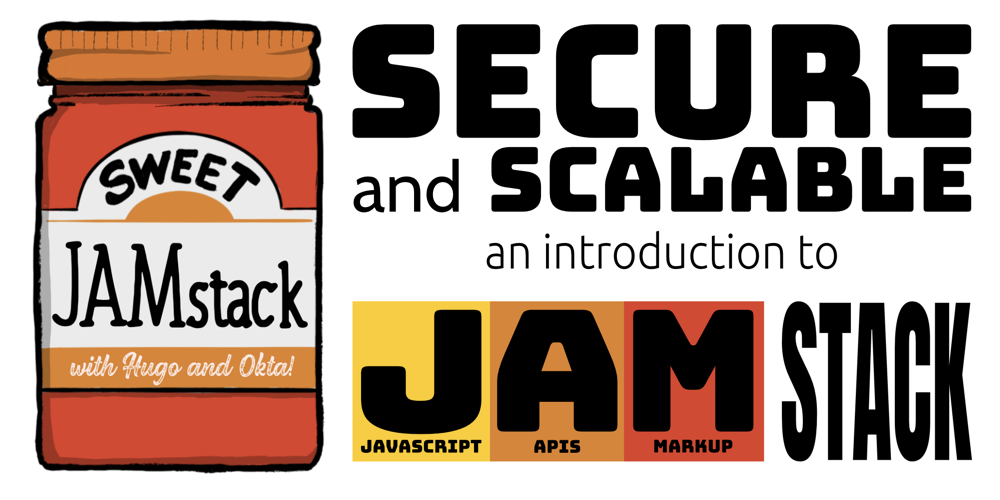 SWEET
JAMstack
with Hugo and Okta!
SECURE
and SCALABLE
an introduction to
JAM STACK
JAVASCRIPT APIS MARKUP